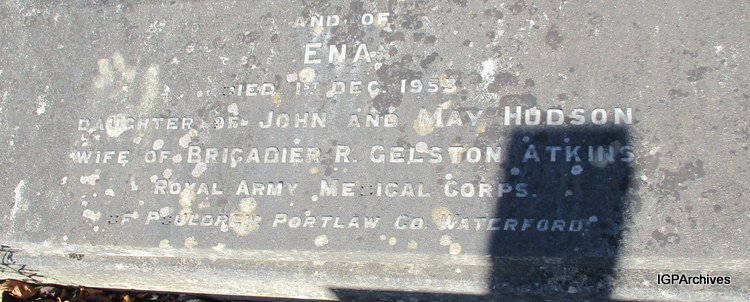 AND OF
ENA
DIED 1ST DEC. 1953
DAUGHTER OF JOHN AND MAY HUDSON
WIFE OF BRIGADIER R. GELSTON ATKINS
ROYAL ARMY MEDICAL CORPS.
OF PORTLAW CO. WATERFORD.
IGPArchives